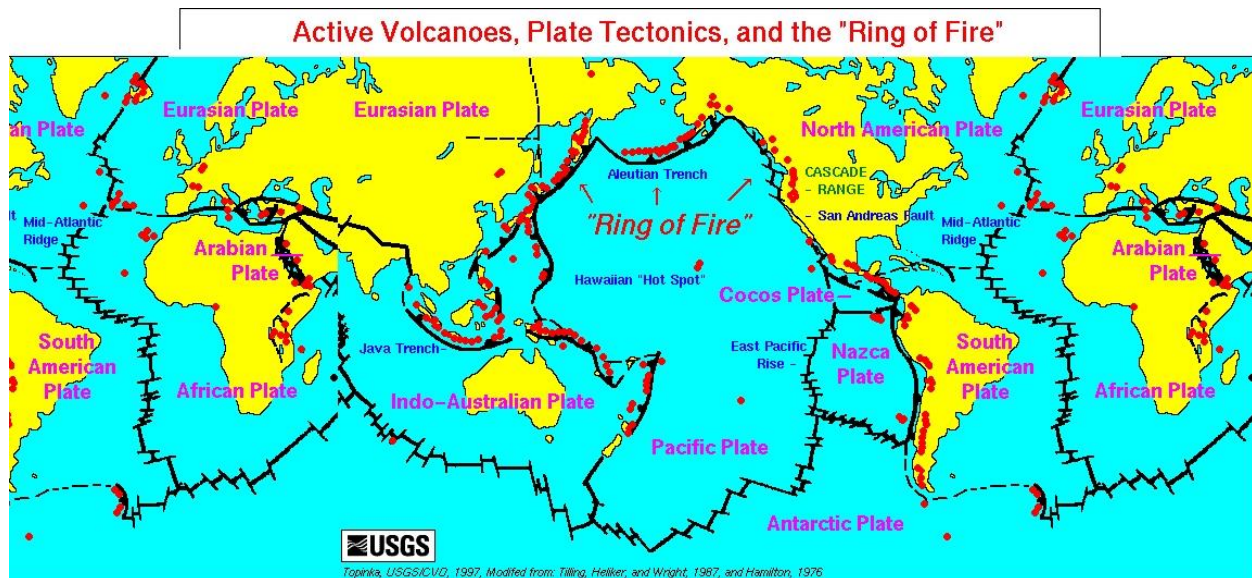 Active Volcanoes, Plate Tectonics, and the "Ring of Fire"
Eurasian Plate
Eurasian Plate
North American Plate
Eurasian Plate
an Plate
Aleutian Trench
CASCADE
- RANGE
"Ring of Fire"
- San Andreas Fault
Mid-Atlantic
Ridge
Mid-Atlantic
Ridge
Arabian
Plate
Arabian
Plate
Hawaiian "Hot Spot"
Cocos Plate-
Java Trench-
East Pacific
Rise -
Nazca
Plate
South
American
Plate
South
American
Plate
African Plate
African Plate
Indo-Australian Plate
Pacific Plate
Antarctic Plate
USGS
Topinka, USGS/CVO, 1997, Modified from: Tilling, Heliker, and Wright, 1987, and Hamilton, 1976